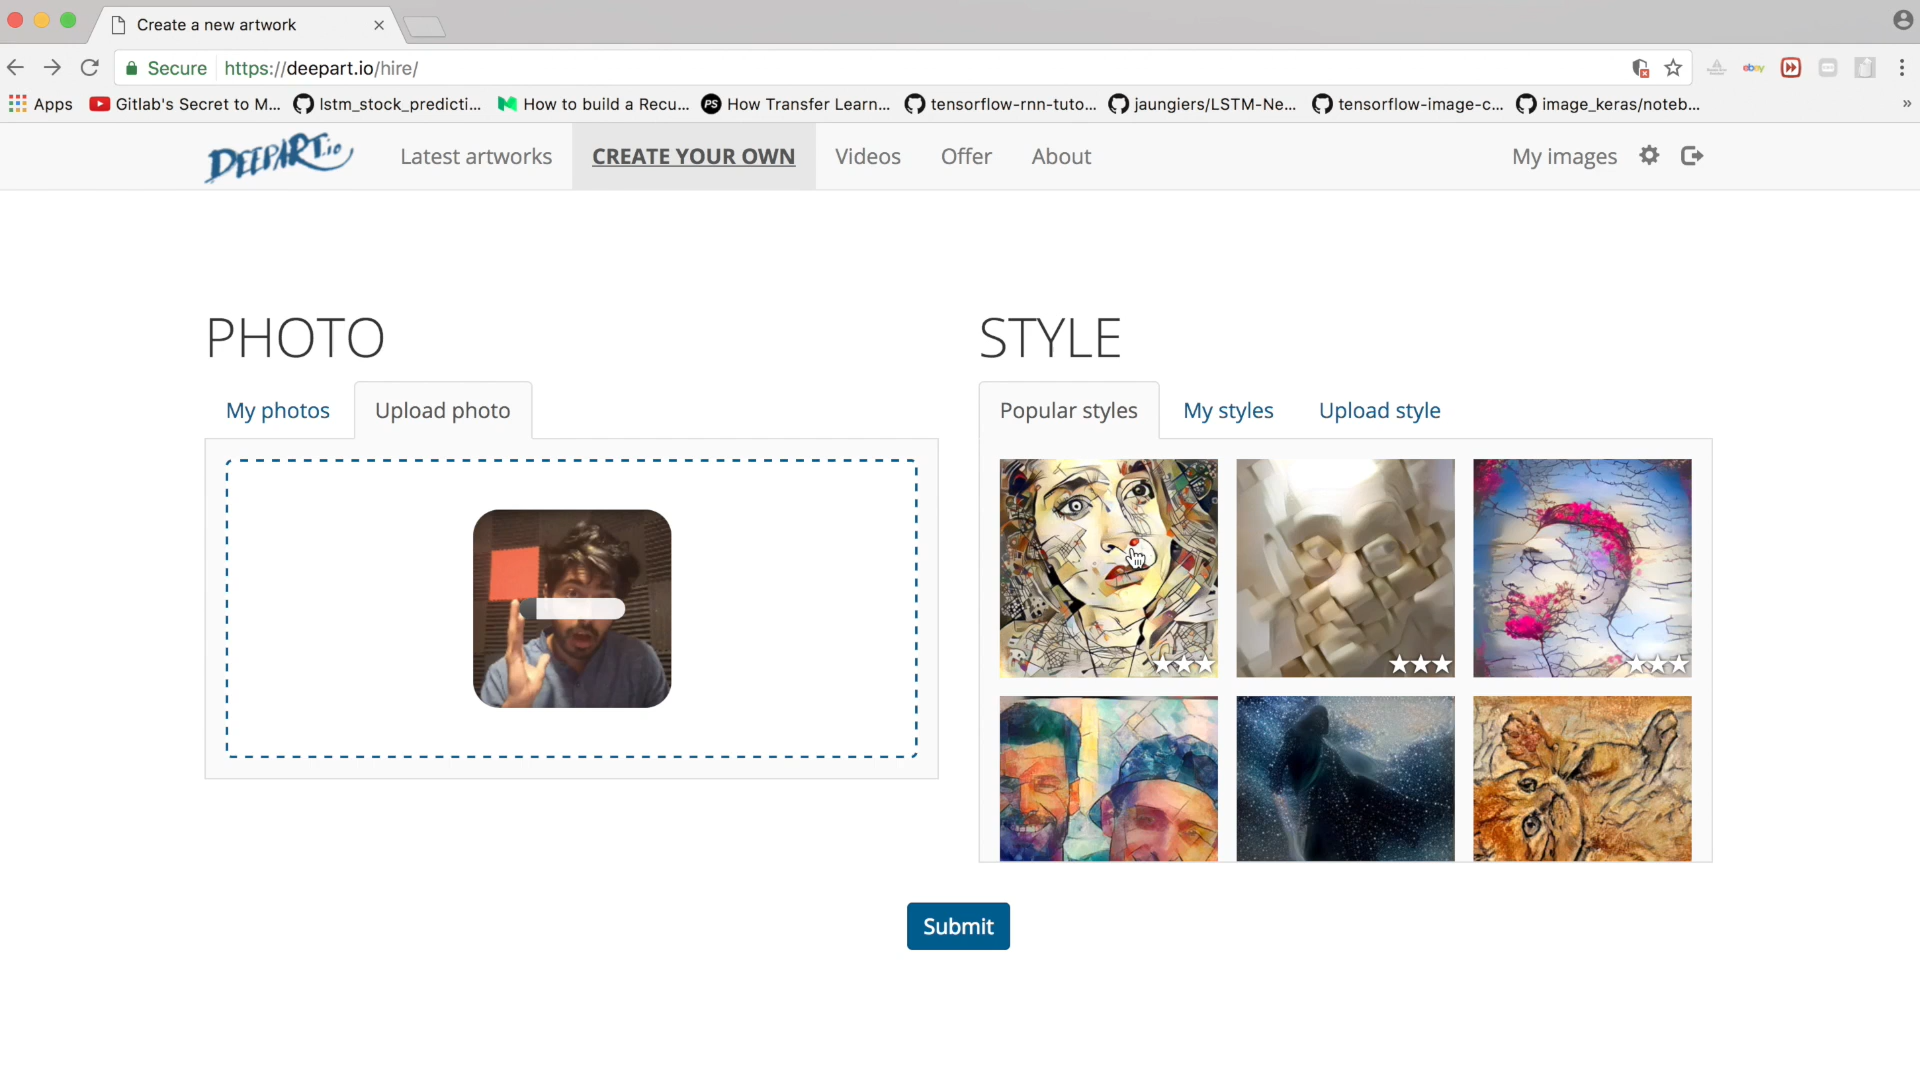 Create a new artwork
Secure https://deepart.io/hire/
ebay
Apps Gitlab's Secret to M... lstm_stock_predicti... How to build a Recu... PS How Transfer Learn... tensorflow-rnn-tuto... jaungiers/LSTM-Ne... tensorflow-image-c... image_keras/noteb... »
DEEPART.io Latest artworks CREATE YOUR OWN Videos Offer About My images
PHOTO
My photos Upload photo
STYLE
Popular styles My styles Upload style
Submit